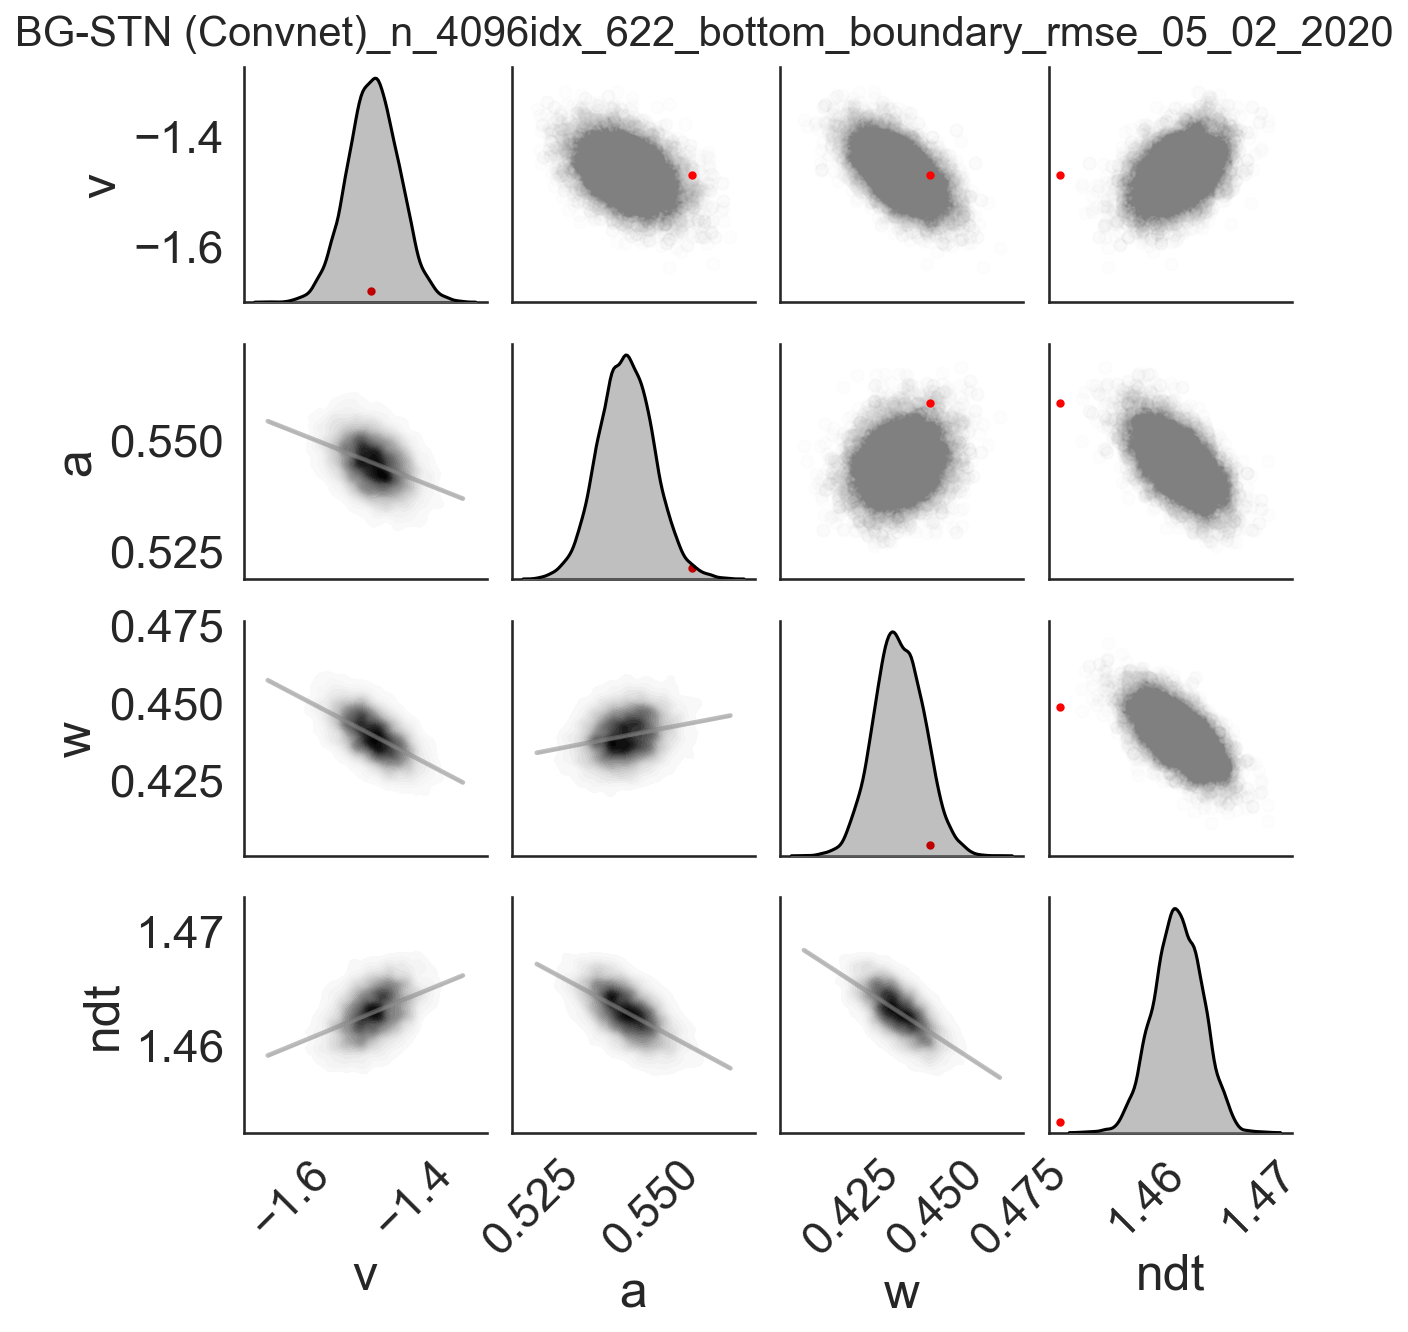 BG-STN (Convnet)_n_4096idx_622_bottom_boundary_rmse_05_02_2020
−1.4
v
−1.6
0.550
a
0.525
0.475
0.450
w
0.425
1.47
ndt
1.46
−1.6 −1.4 0.525 0.550 0.425 0.450 0.475 1.46 1.47
v a w ndt